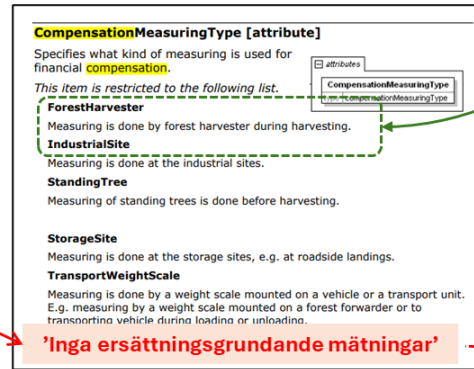 CompensationMeasuringType [attribute]
Specifies what kind of measuring is used for
financial compensation.
This item is restricted to the following list.
attributes
CompensationMeasuringType
compensationMeasuringType
ForestHarvester
Measuring is done by forest harvester during harvesting.
IndustrialSite
Measuring is done at the industrial sites.
StandingTree
Measuring of standing trees is done before harvesting.
StorageSite
Measuring is done at the storage sites, e.g. at roadside landings.
TransportWeightScale
Measuring is done by a weight scale mounted on a vehicle or a transport unit.
E.g. measuring by a weight scale mounted on a forest forwarder or to
transporting vehicle during loading or unloading.
’Inga ersättningsgrundande mätningar’